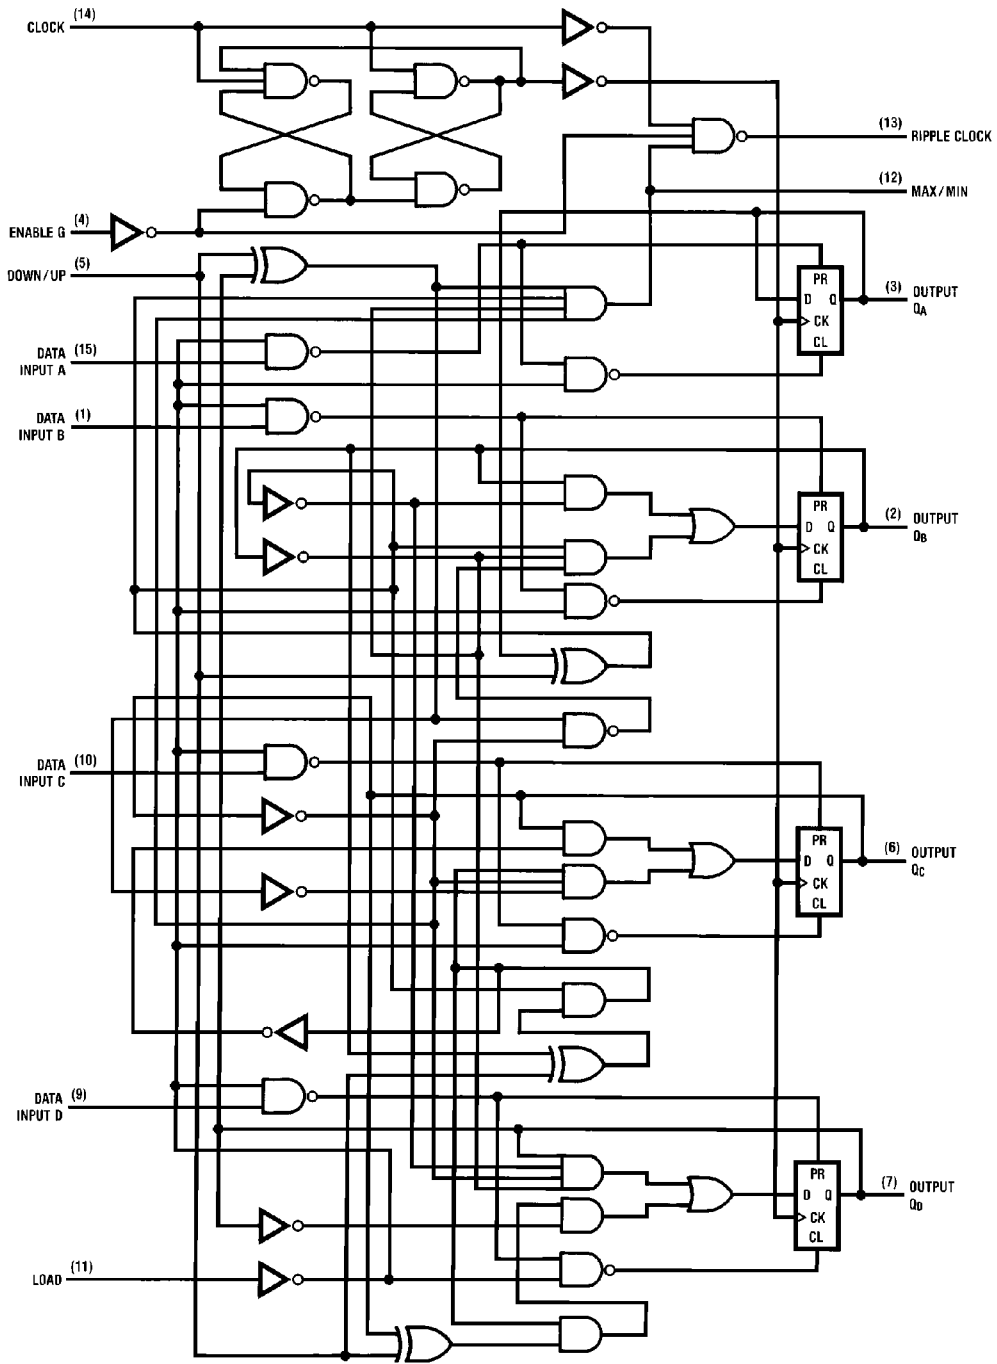 CLOCK (14)
(13) RIPPLE CLOCK
(12) MAX/MIN
ENABLE G (4)
DOWN/UP (5)
PR
D Q
CK
CL
(3) OUTPUT
QA
DATA (15)
INPUT A
DATA (1)
INPUT B
PR
D Q
CK
CL
(2) OUTPUT
QB
DATA (10)
INPUT C
PR
D Q
CK
CL
(6) OUTPUT
QC
DATA (9)
INPUT D
PR
D Q
CK
CL
(7) OUTPUT
QD
LOAD (11)